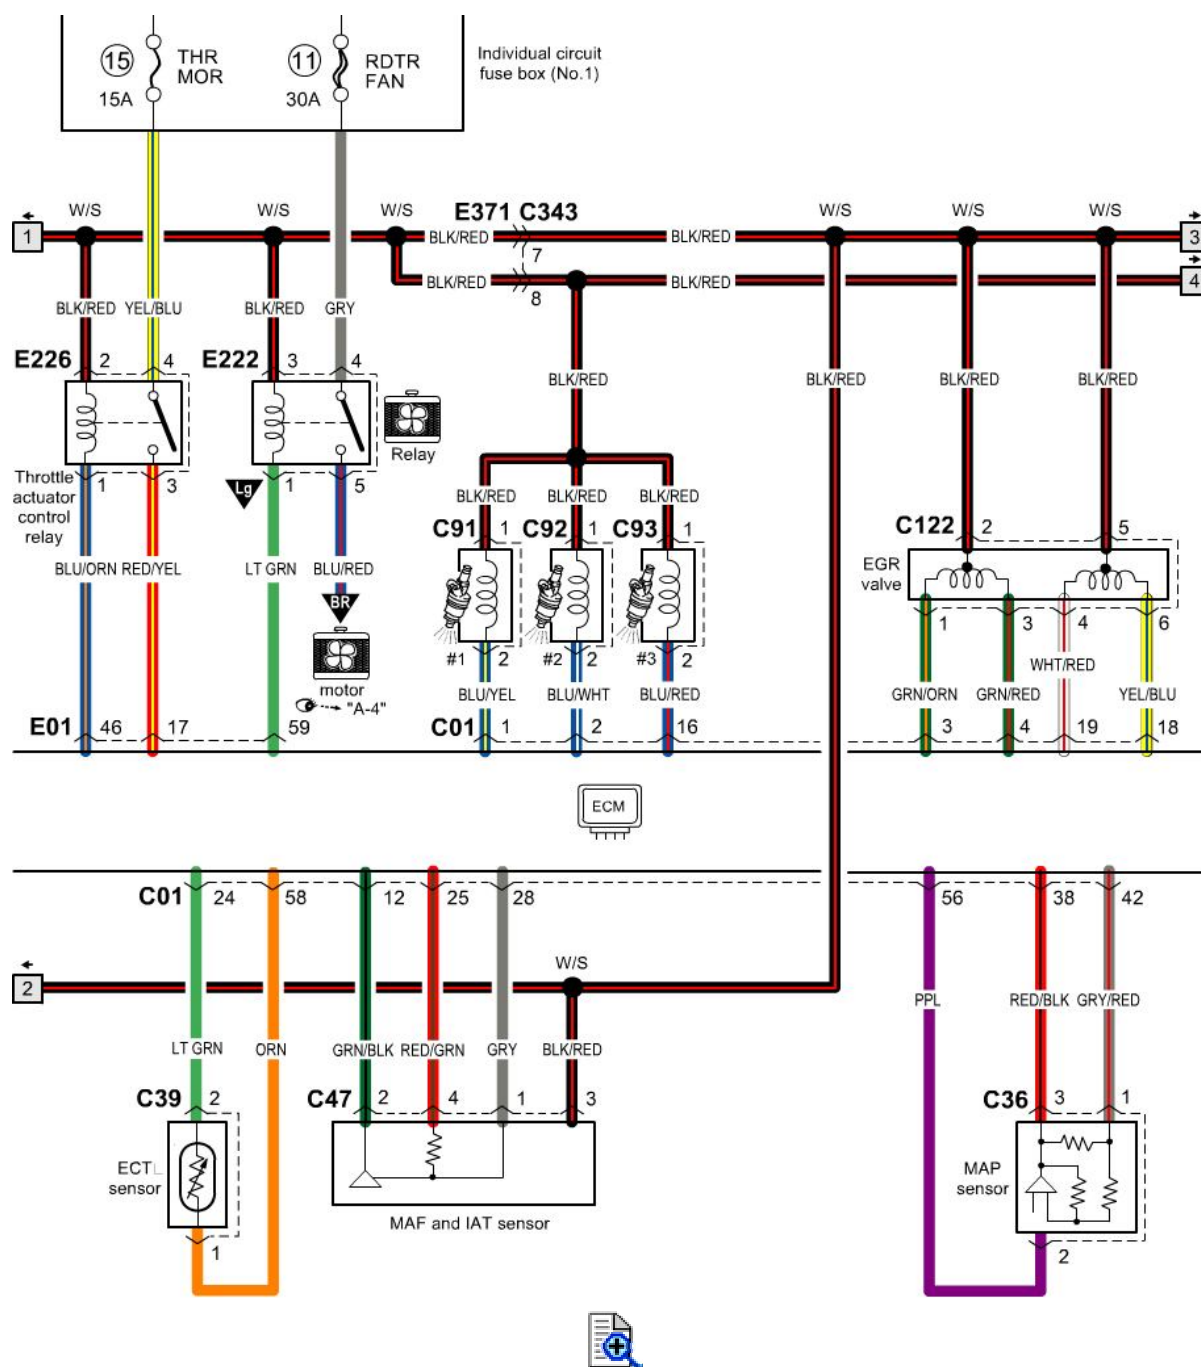 15 THR MOR 15A
11 RDTR FAN 30A
Individual circuit
fuse box (No.1)
W/S W/S W/S E371 C343 W/S W/S W/S
1 BLK/RED BLK/RED 3
7
BLK/RED BLK/RED 4
8
BLK/RED YEL/BLU BLK/RED GRY
E226 2 4 E222 3 4
BLK/RED BLK/RED BLK/RED BLK/RED
Relay
Throttle
actuator
control
relay
1 3 Lg 1 5
BLK/RED BLK/RED BLK/RED
C91 1 C92 1 C93 1 C122 2 5
EGR
valve
BLU/ORN RED/YEL LT GRN BLU/RED
BR
1 3 4 6
#1 2 #2 2 #3 2
motor
"A-4"
WHT/RED
BLU/YEL BLU/WHT BLU/RED GRN/ORN GRN/RED YEL/BLU
E01 46 17 59 C01 1 2 16 3 4 19 18
ECM
C01 24 58 12 25 28 56 38 42
W/S
2
PPL RED/BLK GRY/RED
LT GRN ORN GRN/BLK RED/GRN GRY BLK/RED
C39 2 C47 2 4 1 3 C36 3 1
ECT
sensor
MAP
sensor
MAF and IAT sensor
1 2